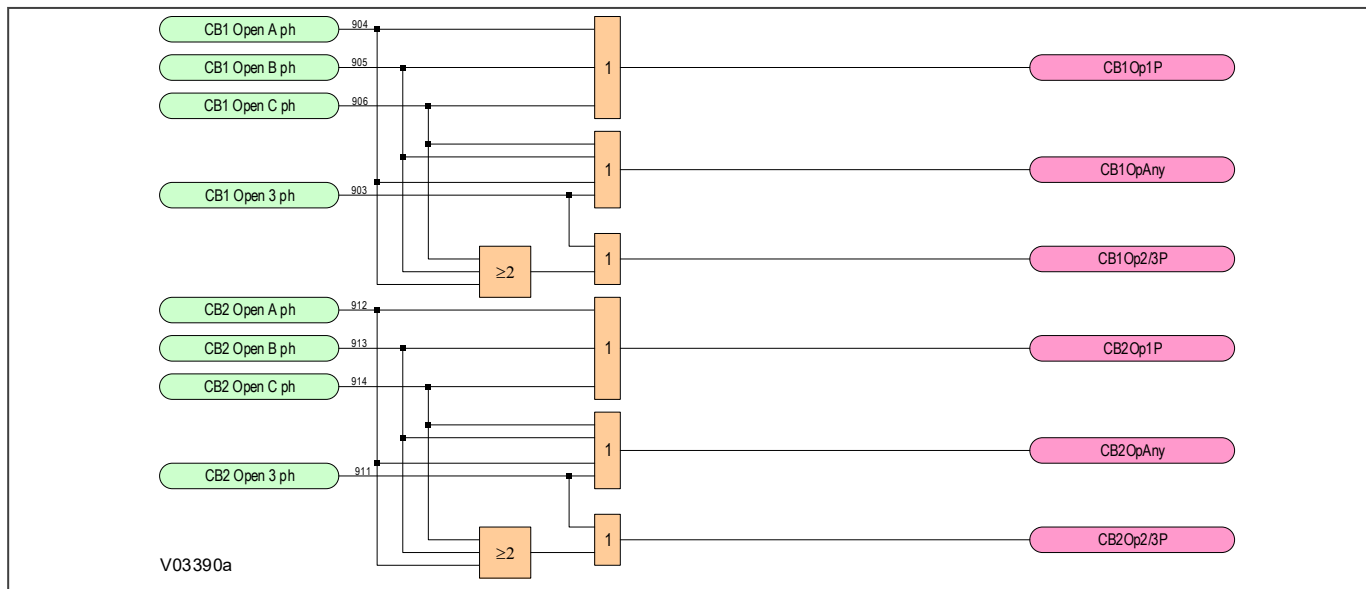 CB1 Open A ph
904
CB1 Open B ph
905
1
CB1Op1P
CB1 Open C ph
906
CB1 Open 3 ph
903
1
CB1OpAny
≥2
1
CB1Op2/3P
CB2 Open A ph
912
CB2 Open B ph
913
1
CB2Op1P
CB2 Open C ph
914
CB2 Open 3 ph
911
1
CB2OpAny
≥2
1
CB2Op2/3P
V03390a